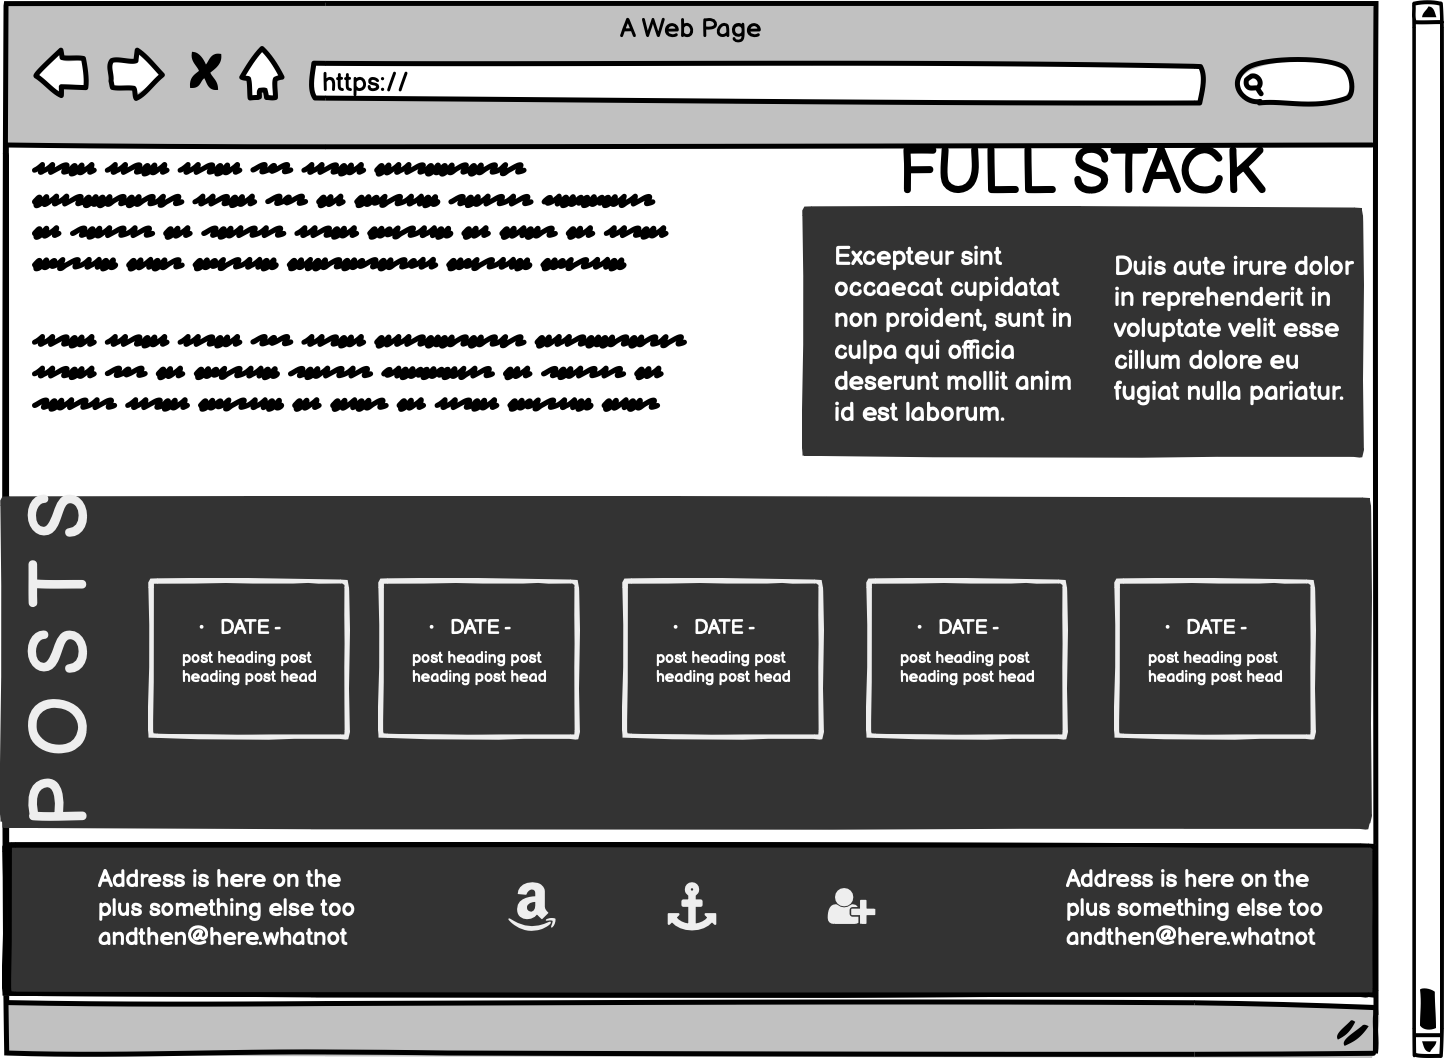 A Web Page
https://
FULL STACK
Excepteur sint
occaecat cupidatat
non proident, sunt in
culpa qui officia
deserunt mollit anim
id est laborum.
Duis aute irure dolor
in reprehenderit in
voluptate velit esse
cillum dolore eu
fugiat nulla pariatur.
POSTS
• DATE -
post heading post
heading post head
• DATE -
post heading post
heading post head
• DATE -
post heading post
heading post head
• DATE -
post heading post
heading post head
• DATE -
post heading post
heading post head
Address is here on the
plus something else too
andthen@here.whatnot
a
Address is here on the
plus something else too
andthen@here.whatnot